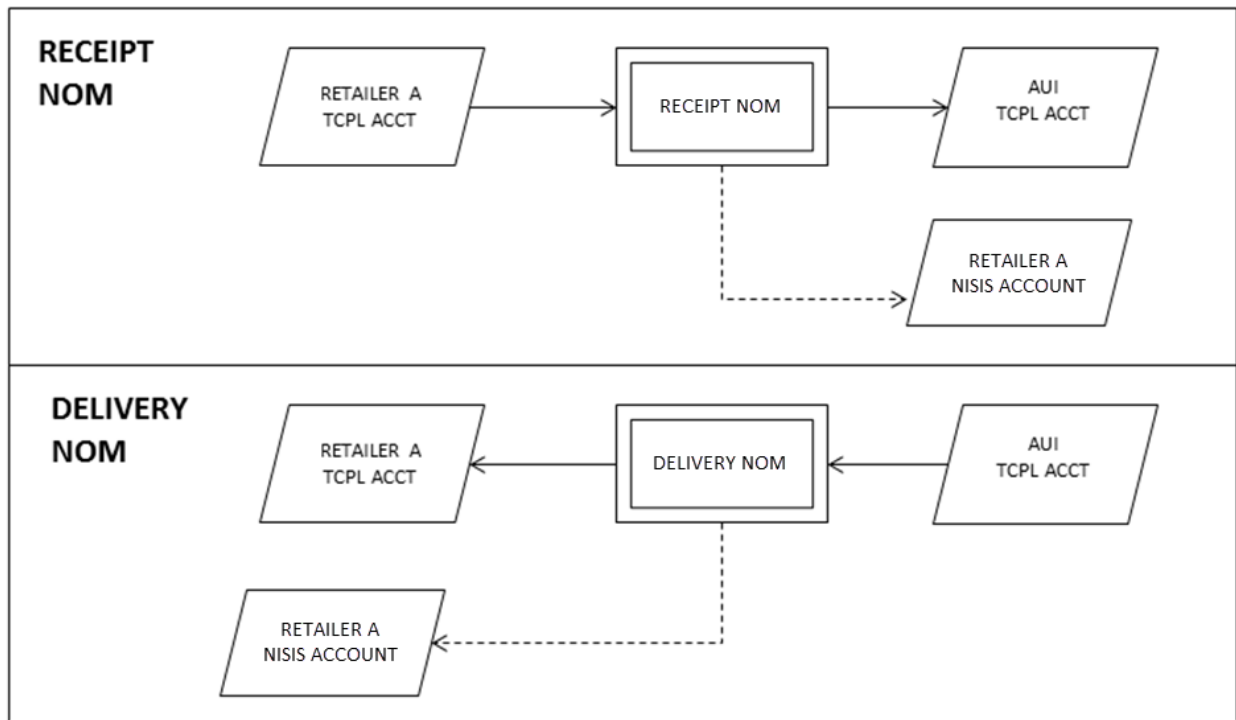 RECEIPT
NOM
RETAILER A
TCPL ACCT
RECEIPT NOM
AUI
TCPL ACCT
RETAILER A
NISIS ACCOUNT
DELIVERY
NOM
RETAILER A
TCPL ACCT
DELIVERY NOM
AUI
TCPL ACCT
RETAILER A
NISIS ACCOUNT